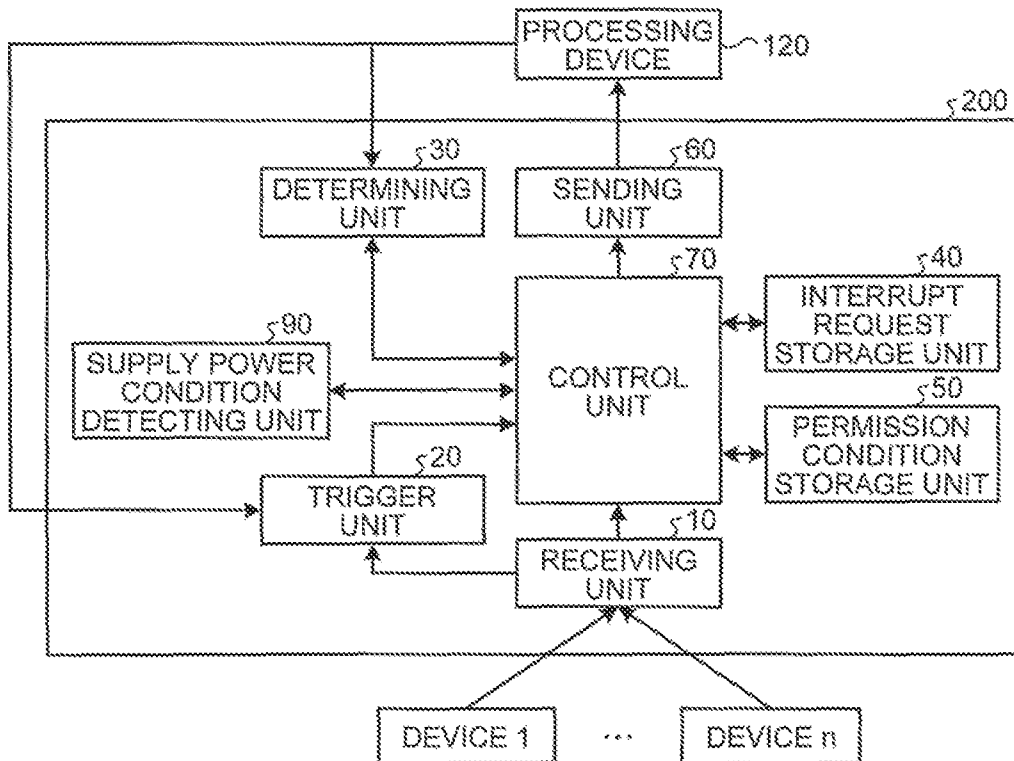 PROCESSING
DEVICE
120
200
30
DETERMINING
UNIT
60
SENDING
UNIT
70
CONTROL
UNIT
40
INTERRUPT
REQUEST
STORAGE UNIT
90
SUPPLY POWER
CONDITION
DETECTING UNIT
50
PERMISSION
CONDITION
STORAGE UNIT
20
TRIGGER
UNIT
10
RECEIVING
UNIT
DEVICE 1
...
DEVICE n